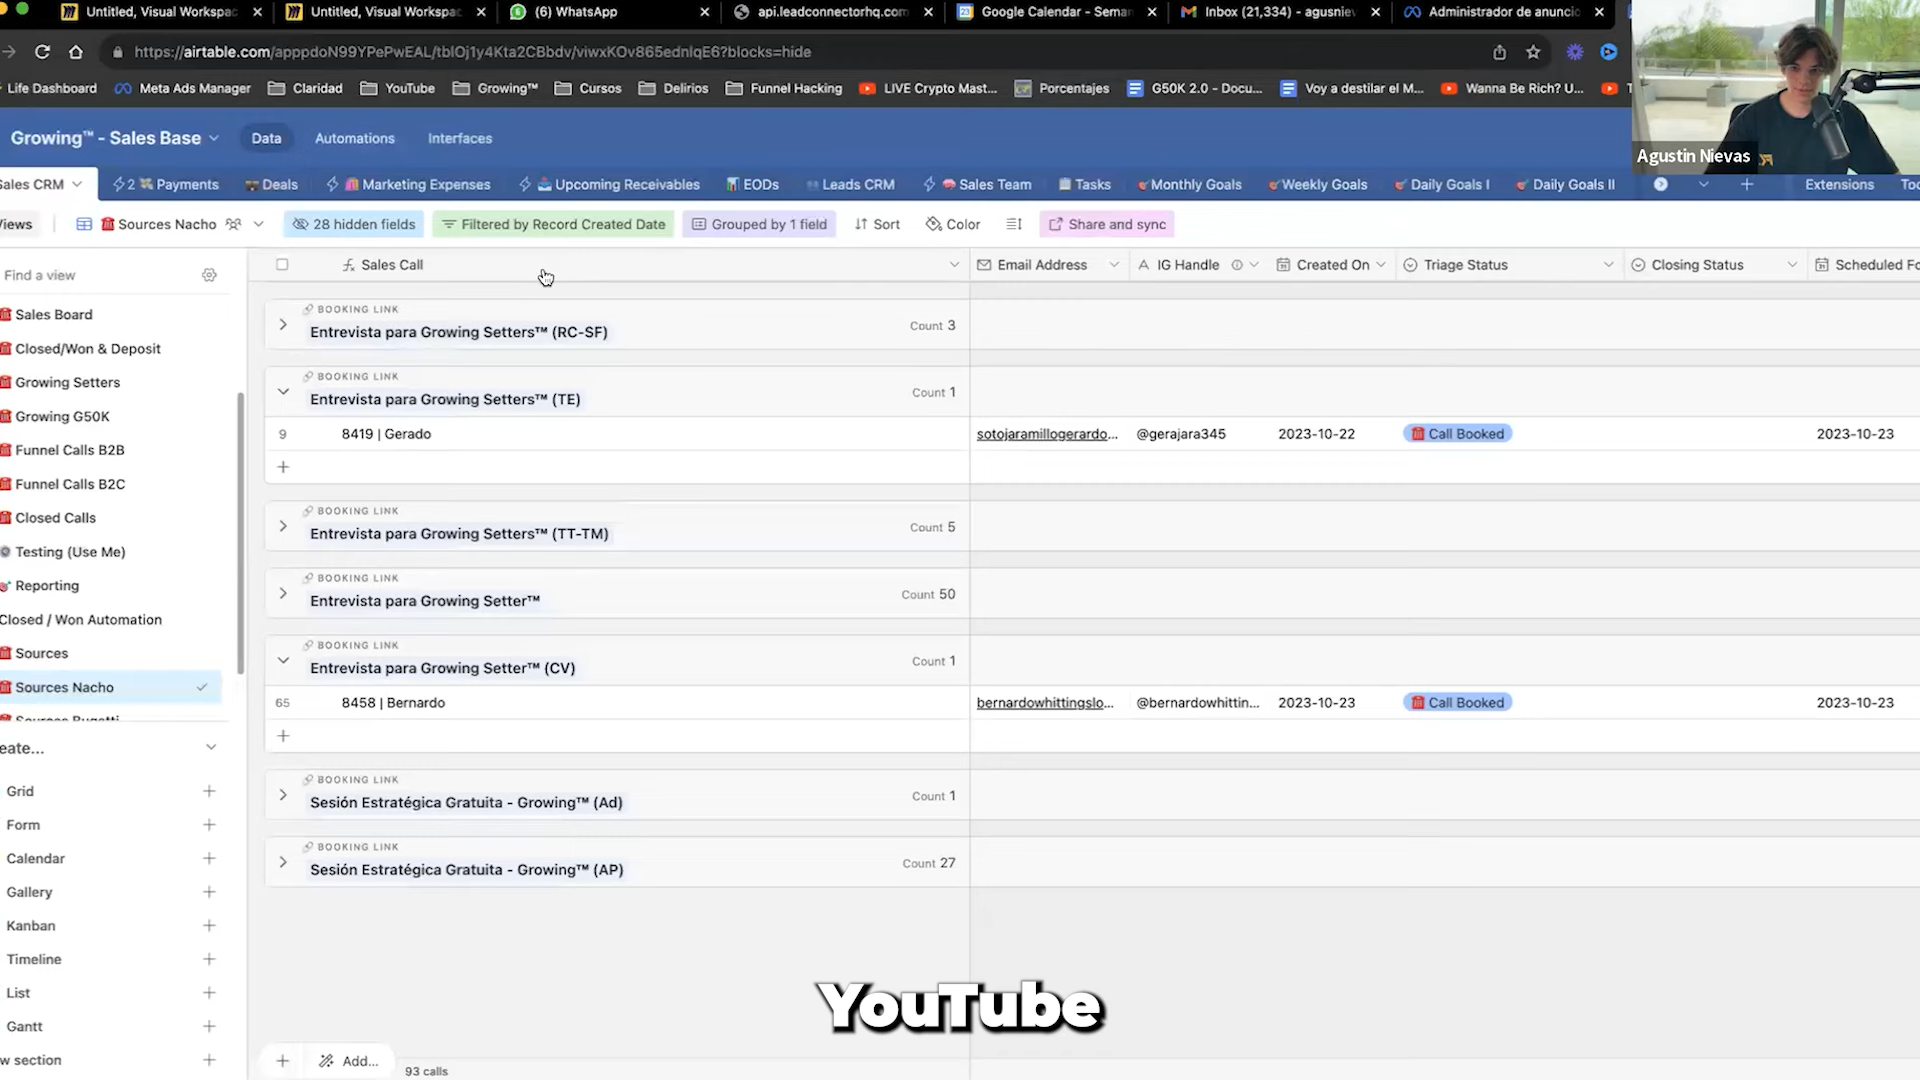 Untitled, Visual Workspac
Untitled, Visual Workspac
(6) WhatsApp
api.leadconnectorhq.com
Google Calendar - Seman
Inbox (21,334) - agusniev
Administrador de anuncio
https://airtable.com/apppdoN99YPePwEAL/tblOj1y4Kta2CBbdv/viwxKOv865ednlqE6?blocks=hide
Life Dashboard
Meta Ads Manager
Claridad
YouTube
Growing™
Cursos
Delirios
Funnel Hacking
LIVE Crypto Mast...
Porcentajes
G50K 2.0 - Docu...
Voy a destilar el M...
Wanna Be Rich? U...
Agustin Nievas
Growing™ - Sales Base
Data
Automations
Interfaces
Sales CRM
2 Payments
Deals
Marketing Expenses
Upcoming Receivables
EODs
Leads CRM
Sales Team
Tasks
Monthly Goals
Weekly Goals
Daily Goals I
Daily Goals II
Extensions
Too
Views
Sources Nacho
28 hidden fields
Filtered by Record Created Date
Grouped by 1 field
Sort
Color
Share and sync
Find a view
Sales Board
Closed/Won & Deposit
Growing Setters
Growing G50K
Funnel Calls B2B
Funnel Calls B2C
Closed Calls
Testing (Use Me)
Reporting
Closed / Won Automation
Sources
Sources Nacho
Sources Bugatti
eate...
Grid
Form
Calendar
Gallery
Kanban
Timeline
List
Gantt
w section
Sales Call
Email Address
IG Handle
Created On
Triage Status
Closing Status
Scheduled Fo
BOOKING LINK
Entrevista para Growing Setters™ (RC-SF)
Count 3
BOOKING LINK
Entrevista para Growing Setters™ (TE)
Count 1
9
8419 | Gerado
sotojaramillogerardo...
@gerajara345
2023-10-22
Call Booked
2023-10-23
BOOKING LINK
Entrevista para Growing Setters™ (TT-TM)
Count 5
BOOKING LINK
Entrevista para Growing Setter™
Count 50
BOOKING LINK
Entrevista para Growing Setter™ (CV)
Count 1
65
8458 | Bernardo
bernardowhittingslo...
@bernardowhittin...
2023-10-23
Call Booked
2023-10-23
BOOKING LINK
Sesión Estratégica Gratuita - Growing™ (Ad)
Count 1
BOOKING LINK
Sesión Estratégica Gratuita - Growing™ (AP)
Count 27
YouTube
Add...
93 calls